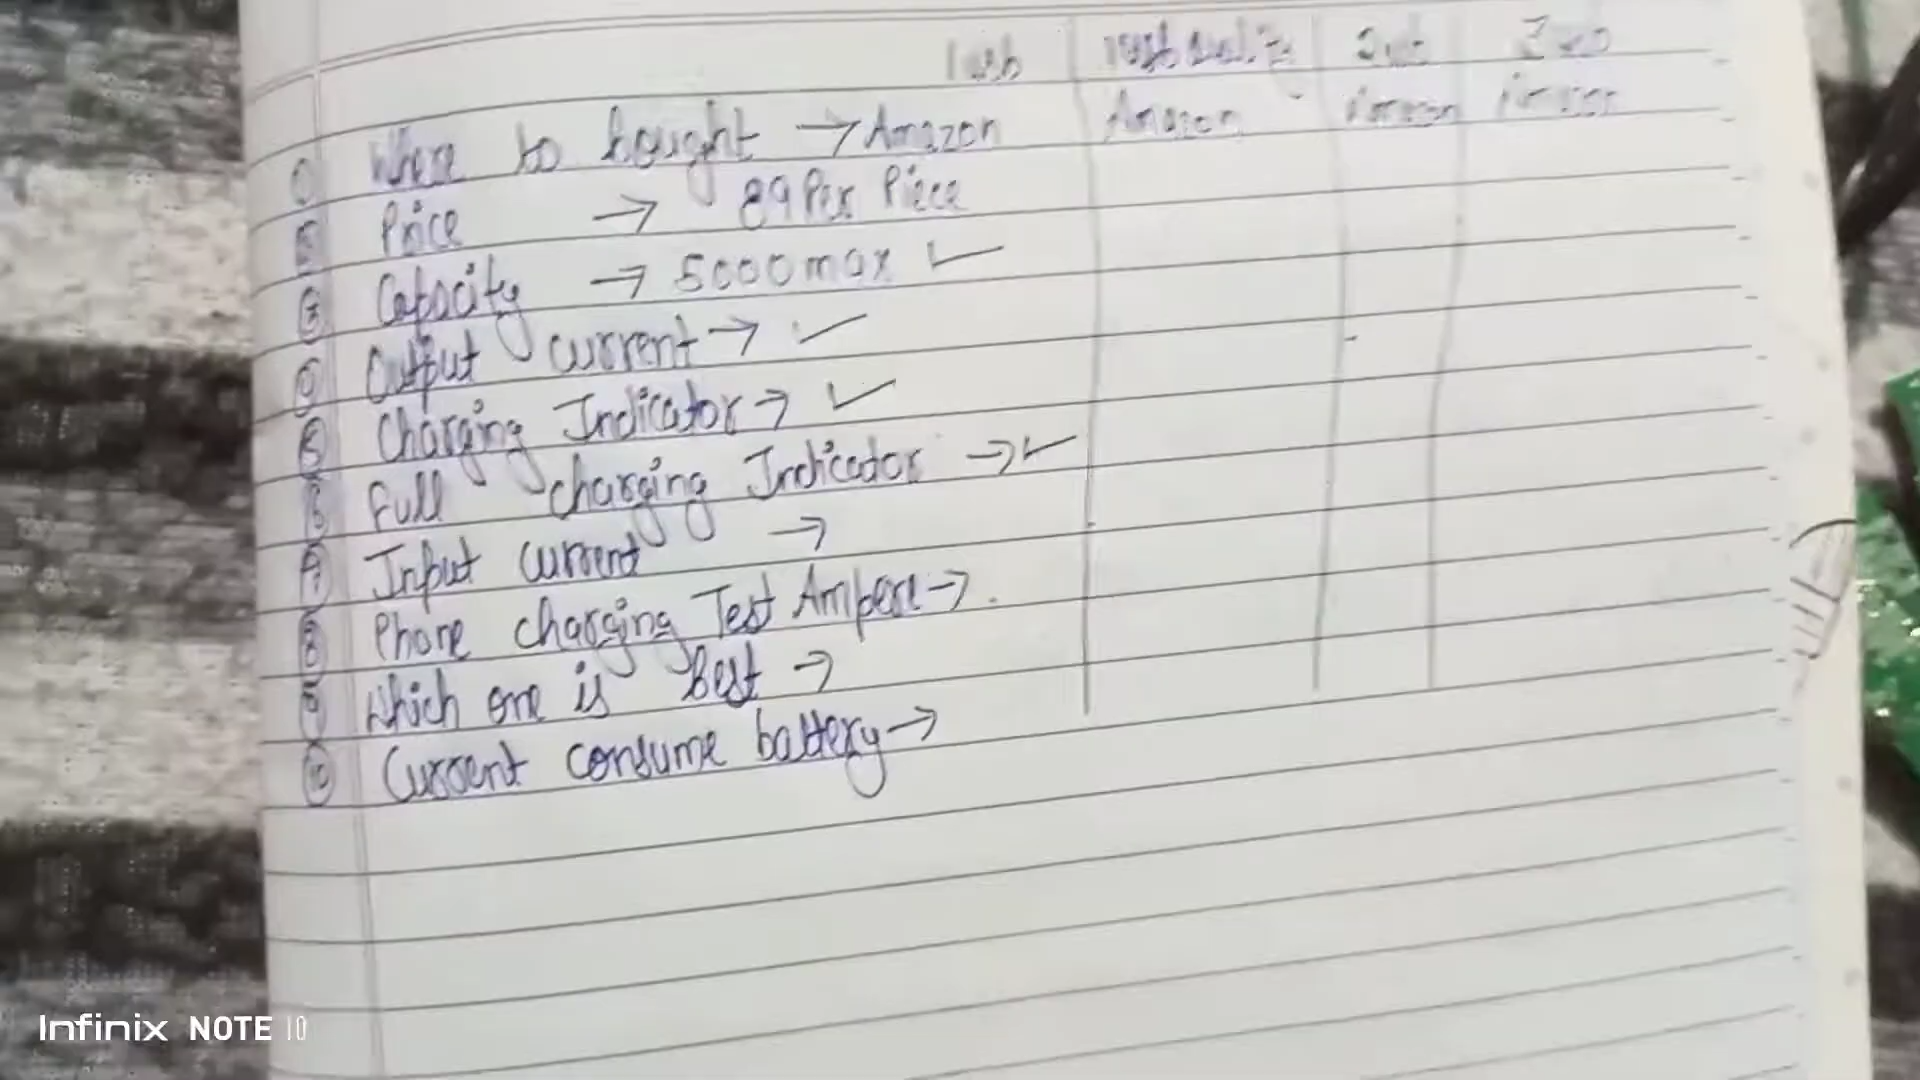 1 usb
① Where to bought → Amazon Amazon Amazon Amazon
Price → 89 Per Piece
③ Capacity → 5000 max ✓
Output current → ✓
⑤ Charging Indicator → ✓
⑥ Full charging Indicator → ✓
⑦ Input current →
⑧ Phone charging Test Ampere → .
⑨ Which one is Best →
⑩ Current consume battery →
Infinix NOTE 10